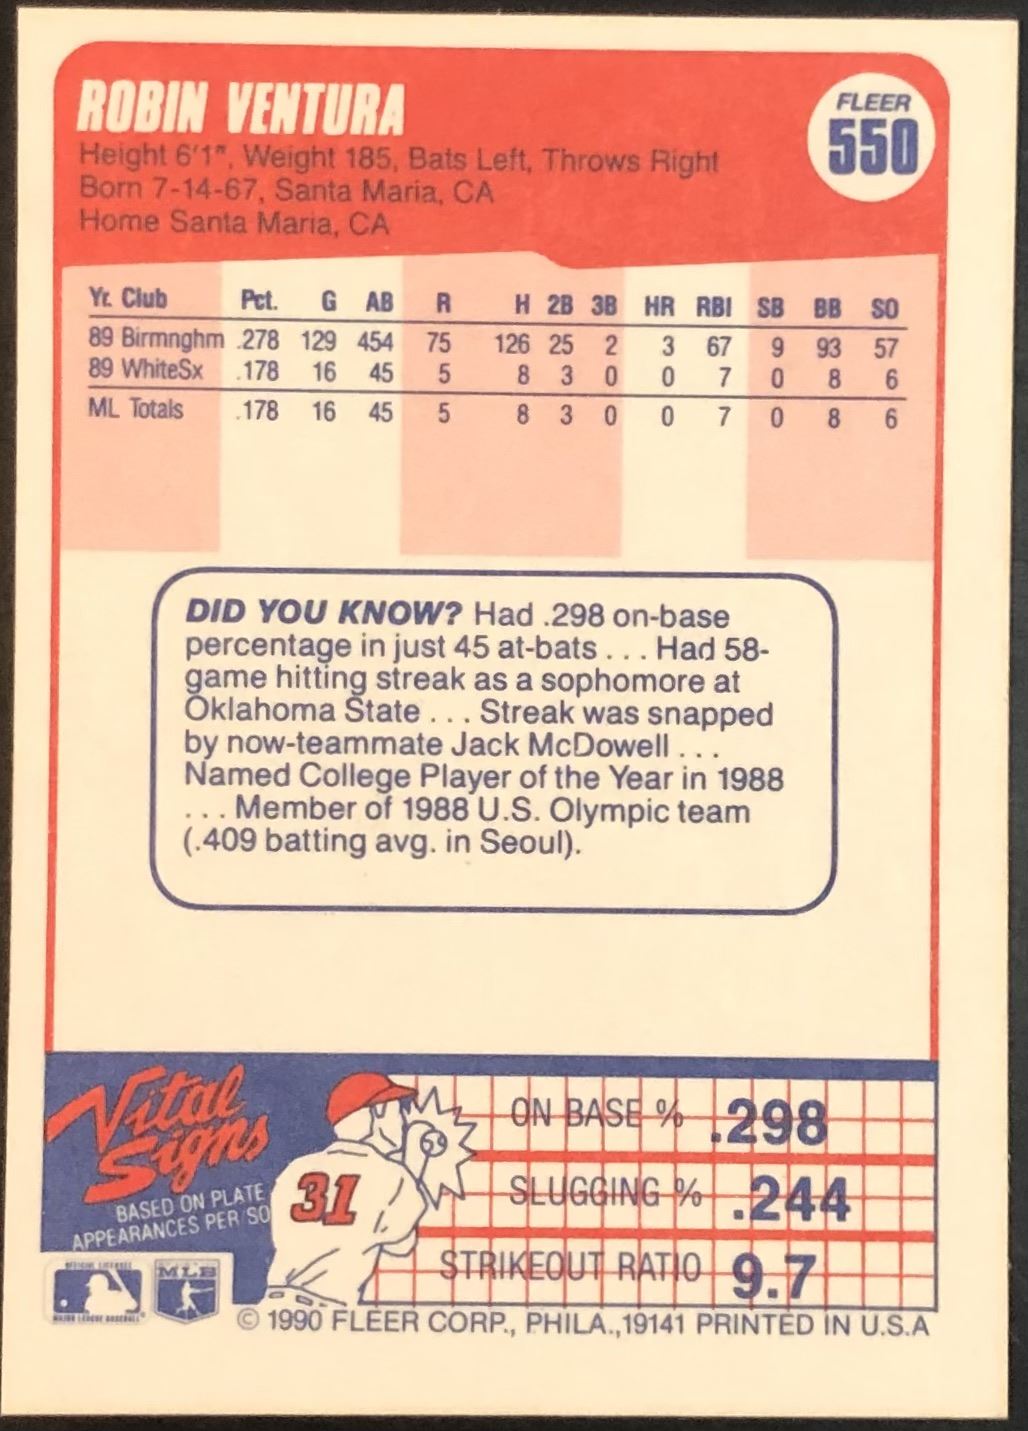 ROBIN VENTURA
FLEER
550
Height 6'1", Weight 185, Bats Left, Throws Right
Born 7-14-67, Santa Maria, CA
Home Santa Maria, CA
Yr. Club Pct. G AB R H 2B 3B HR RBI SB BB SO
89 Birmnghm .278 129 454 75 126 25 2 3 67 9 93 57
89 WhiteSx .178 16 45 5 8 3 0 0 7 0 8 6
ML Totals .178 16 45 5 8 3 0 0 7 0 8 6
DID YOU KNOW? Had .298 on-base
percentage in just 45 at-bats . . . Had 58-
game hitting streak as a sophomore at
Oklahoma State . . . Streak was snapped
by now-teammate Jack McDowell . . .
Named College Player of the Year in 1988
. . . Member of 1988 U.S. Olympic team
(.409 batting avg. in Seoul).
Vital
Signs
BASED ON PLATE
APPEARANCES PER SO
31
ON BASE % .298
SLUGGING % .244
STRIKEOUT RATIO 9.7
MLB
© 1990 FLEER CORP., PHILA.,19141 PRINTED IN U.S.A